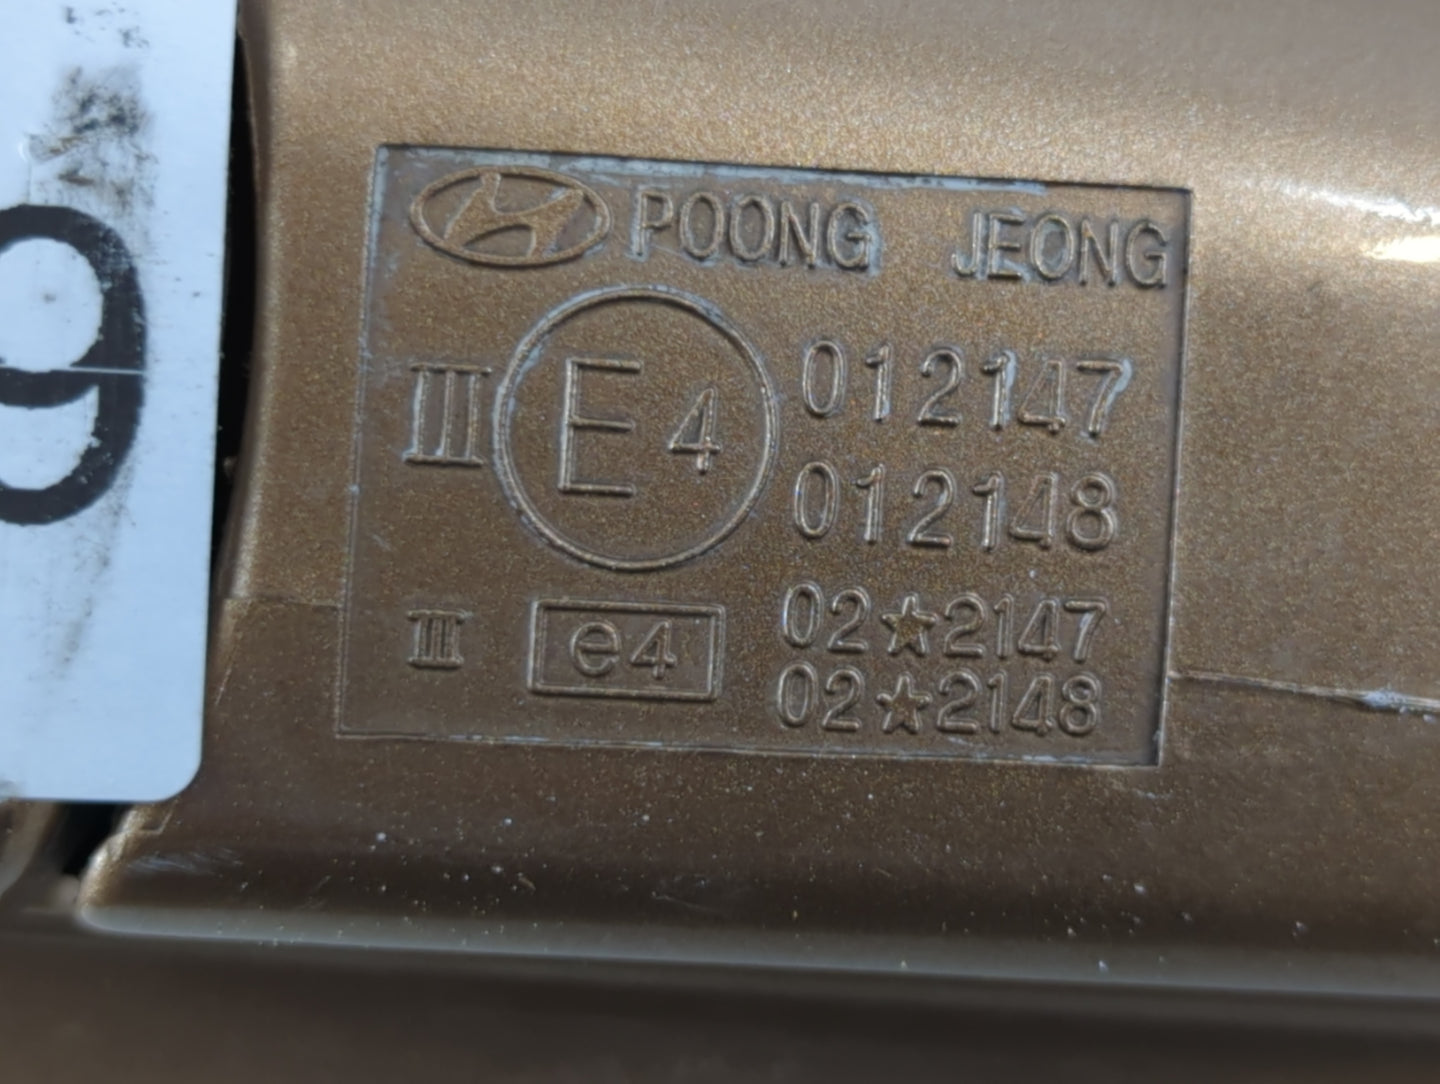 POONG JEONG
III E4 012147
012148
III e4 02★2147
02★2148
9